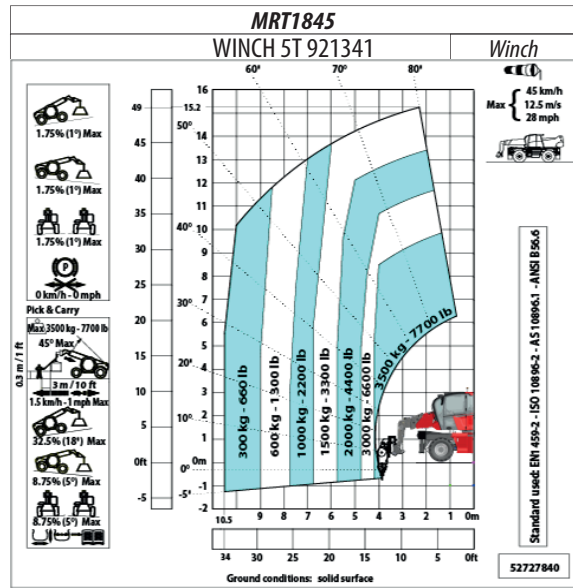 MRT1845
WINCH 5T 921341
Winch
1.75% (1°) Max
1.75% (1°) Max
1.75% (1°) Max
P
0 km/h - 0 mph
Pick & Carry
Max 3500 kg - 7700 lb
45° Max
0.3 m / 1 ft
3 m / 10 ft
1.5 km/h - 1 mph Max
32.5% (18°) Max
8.75% (5°) Max
8.75% (5°) Max
49
45
40
35
30
25
20
15
10
5
0ft
-5
16
15.2
14
13
12
11
10
9
8
7
6
5
4
3
2
1
0m
-1
-2
80°
70°
60°
50°
40°
30°
20°
10°
0°
-5°
300 kg - 660 lb
600 kg - 1300 lb
1000 kg - 2200 lb
1500 kg - 3300 lb
2000 kg - 4400 lb
3000 kg - 6600 lb
3500 kg - 7700 lb
10.5 9 8 7 6 5 4 3 2 1 0m
34 30 25 20 15 10 5 0ft
Ground conditions: solid surface
Max
45 km/h
12.5 m/s
28 mph
Standard used: EN1 459-2 - ISO 10896-2 - AS 10896.1 - ANSI B56.6
52727840